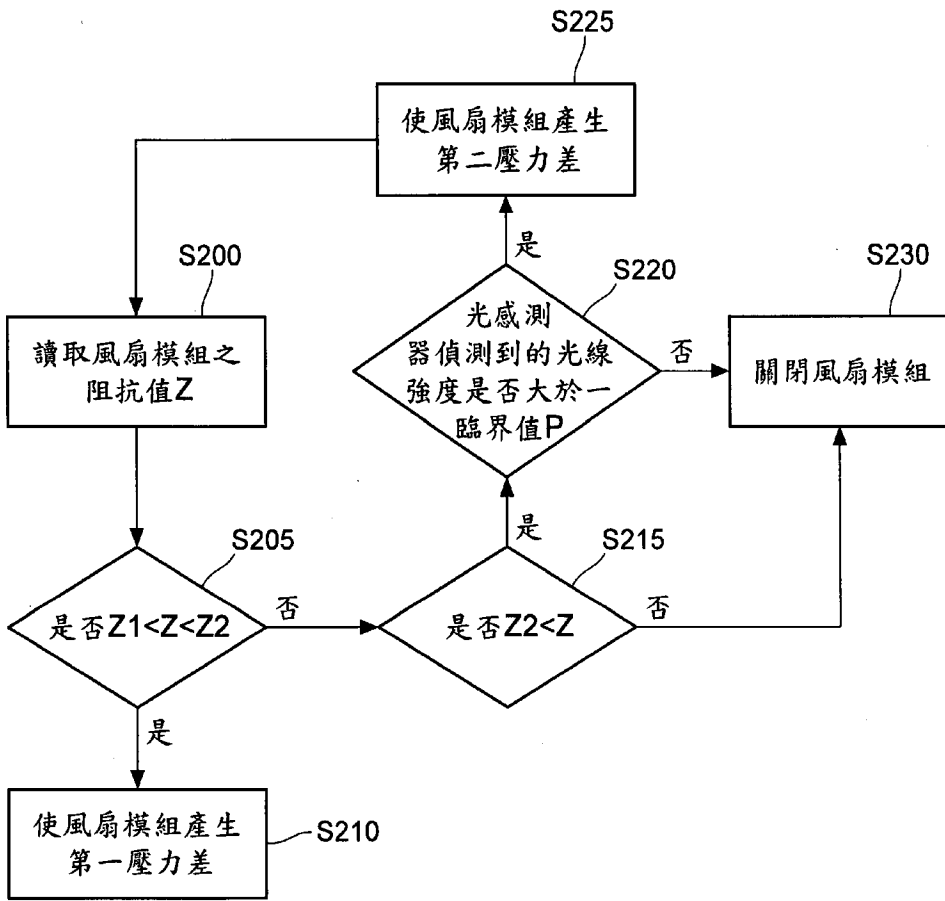 S225
使風扇模組產生
第二壓力差
是
S200
讀取風扇模組之
阻抗值Z
S220
光感測
器偵測到的光線
強度是否大於一
臨界值P
否
S230
關閉風扇模組
是
S205
是否Z1<Z<Z2
否
S215
是否Z2<Z
否
是
使風扇模組產生
第一壓力差
S210